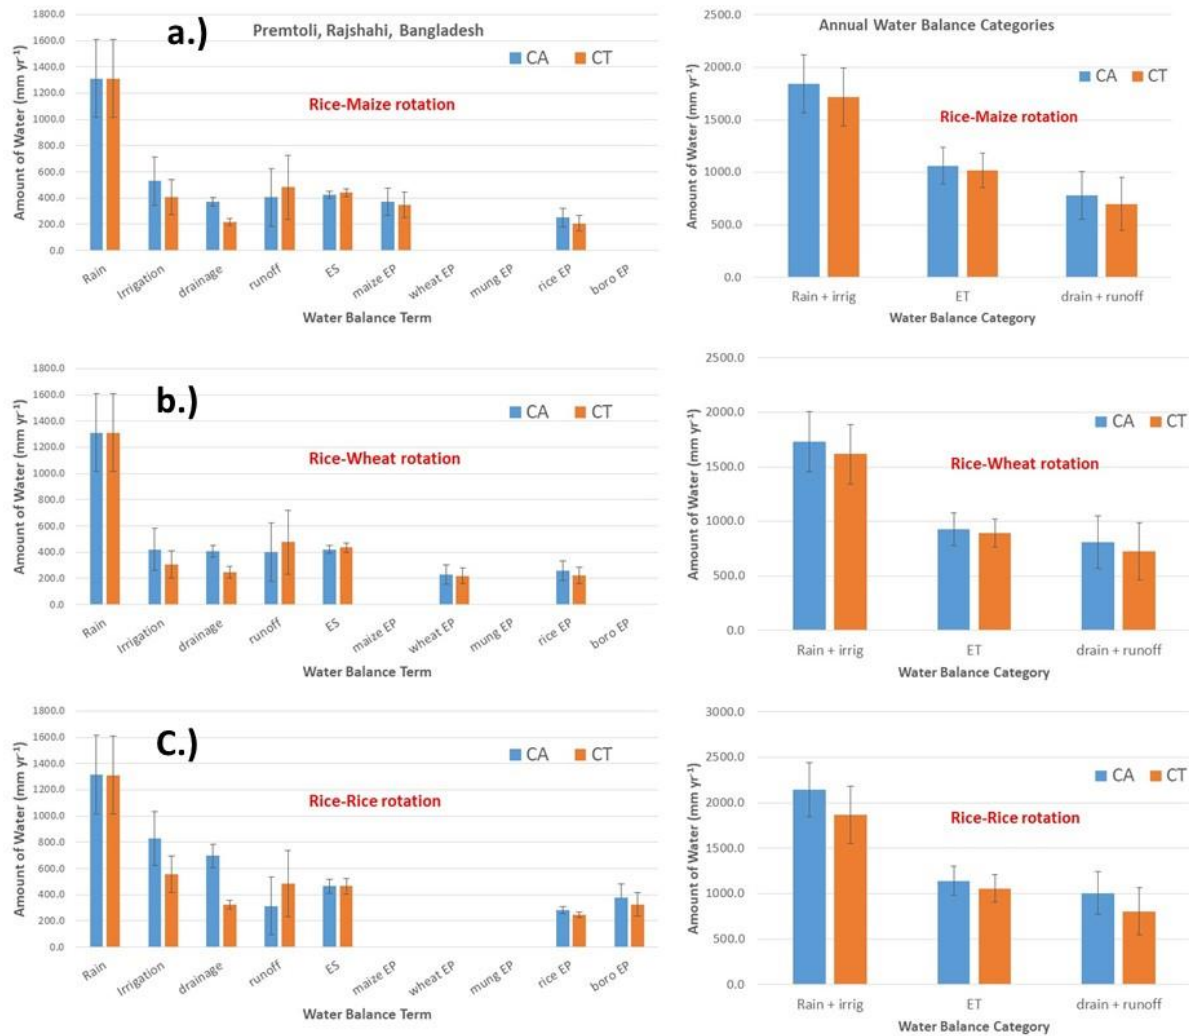 a.)
Premtoli, Rajshahi, Bangladesh
CA CT
Rice-Maize rotation
Amount of Water (mm yr⁻¹)
1800.0
1600.0
1400.0
1200.0
1000.0
800.0
600.0
400.0
200.0
0.0
Rain Irrigation drainage runoff ES maize EP wheat EP mung EP rice EP boro EP
Water Balance Term
Annual Water Balance Categories
CA CT
Rice-Maize rotation
Amount of Water (mm yr⁻¹)
2500.0
2000.0
1500.0
1000.0
500.0
0.0
Rain + irrig ET drain + runoff
Water Balance Category
b.)
CA CT
Rice-Wheat rotation
Amount of Water (mm yr⁻¹)
1800.0
1600.0
1400.0
1200.0
1000.0
800.0
600.0
400.0
200.0
0.0
Rain Irrigation drainage runoff ES maize EP wheat EP mung EP rice EP boro EP
Water Balance Term
CA CT
Rice-Wheat rotation
Amount of Water (mm yr⁻¹)
2500.0
2000.0
1500.0
1000.0
500.0
0.0
Rain + irrig ET drain + runoff
Water Balance Category
C.)
CA CT
Rice-Rice rotation
Amount of Water (mm yr⁻¹)
1800.0
1600.0
1400.0
1200.0
1000.0
800.0
600.0
400.0
200.0
0.0
Rain Irrigation drainage runoff ES maize EP wheat EP mung EP rice EP boro EP
Water Balance Term
CA CT
Rice-Rice rotation
Amount of Water (mm yr⁻¹)
3000.0
2500.0
2000.0
1500.0
1000.0
500.0
0.0
Rain + irrig ET drain + runoff
Water Balance Category